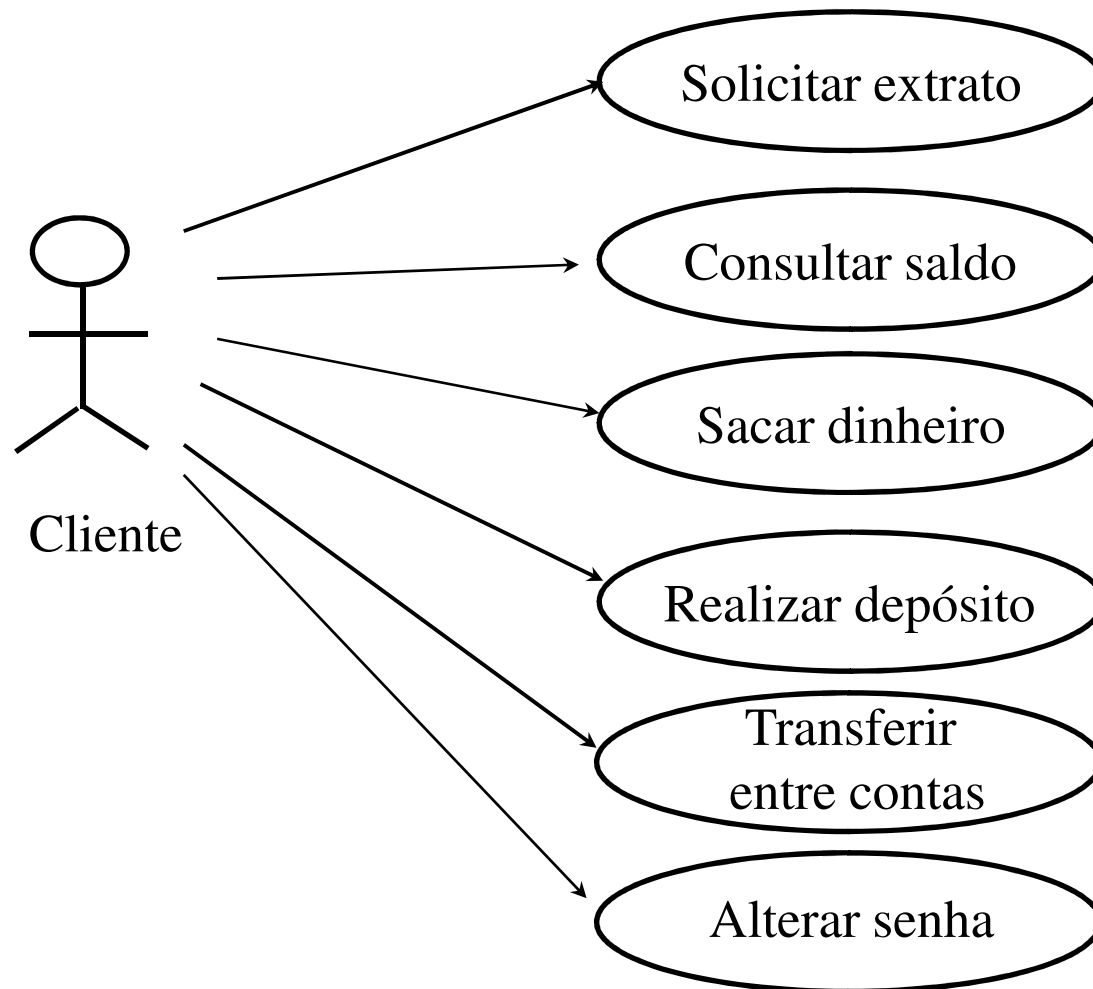 Solicitar extrato
Consultar saldo
Sacar dinheiro
Cliente
Realizar depósito
Transferir
entre contas
Alterar senha